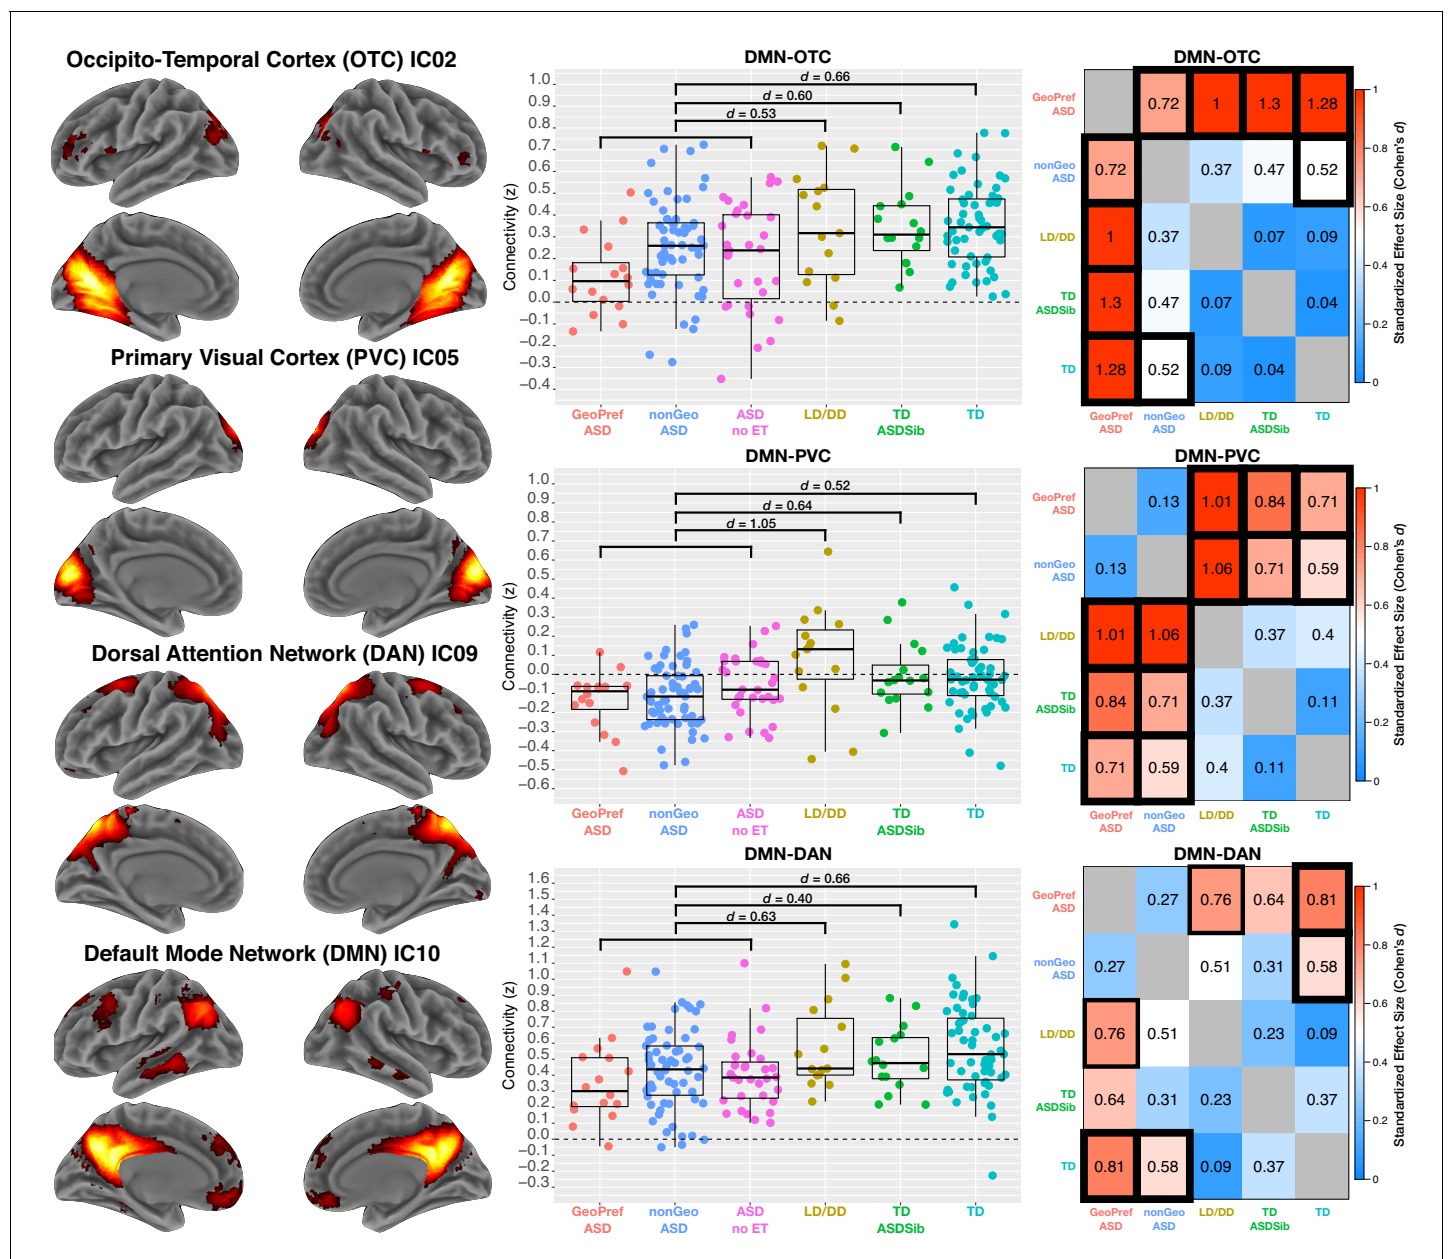 Occipito-Temporal Cortex (OTC) IC02
Primary Visual Cortex (PVC) IC05
Dorsal Attention Network (DAN) IC09
Default Mode Network (DMN) IC10
DMN-OTC
Connectivity (z)
1.0
0.9
0.8
0.7
0.6
0.5
0.4
0.3
0.2
0.1
0.0
−0.1
−0.2
−0.3
−0.4
d = 0.66
d = 0.60
d = 0.53
GeoPref ASD
nonGeo ASD
ASD no ET
LD/DD
TD ASDSib
TD
DMN-OTC
GeoPref ASD
0.72 1 1.3 1.28
nonGeo ASD
0.72 0.37 0.47 0.52
LD/DD
1 0.37 0.07 0.09
TD ASDSib
1.3 0.47 0.07 0.04
TD
1.28 0.52 0.09 0.04
GeoPref ASD
nonGeo ASD
LD/DD
TD ASDSib
TD
1
0.8
0.6
0.4
0.2
0
Standardized Effect Size (Cohen's d)
DMN-PVC
Connectivity (z)
1.0
0.9
0.8
0.7
0.6
0.5
0.4
0.3
0.2
0.1
0.0
−0.1
−0.2
−0.3
−0.4
−0.5
−0.6
d = 0.52
d = 0.64
d = 1.05
GeoPref ASD
nonGeo ASD
ASD no ET
LD/DD
TD ASDSib
TD
DMN-PVC
GeoPref ASD
0.13 1.01 0.84 0.71
nonGeo ASD
0.13 1.06 0.71 0.59
LD/DD
1.01 1.06 0.37 0.4
TD ASDSib
0.84 0.71 0.37 0.11
TD
0.71 0.59 0.4 0.11
GeoPref ASD
nonGeo ASD
LD/DD
TD ASDSib
TD
1
0.8
0.6
0.4
0.2
0
Standardized Effect Size (Cohen's d)
DMN-DAN
Connectivity (z)
1.6
1.5
1.4
1.3
1.2
1.1
1.0
0.9
0.8
0.7
0.6
0.5
0.4
0.3
0.2
0.1
0.0
−0.1
−0.2
−0.3
d = 0.66
d = 0.40
d = 0.63
GeoPref ASD
nonGeo ASD
ASD no ET
LD/DD
TD ASDSib
TD
DMN-DAN
GeoPref ASD
0.27 0.76 0.64 0.81
nonGeo ASD
0.27 0.51 0.31 0.58
LD/DD
0.76 0.51 0.23 0.09
TD ASDSib
0.64 0.31 0.23 0.37
TD
0.81 0.58 0.09 0.37
GeoPref ASD
nonGeo ASD
LD/DD
TD ASDSib
TD
1
0.8
0.6
0.4
0.2
0
Standardized Effect Size (Cohen's d)